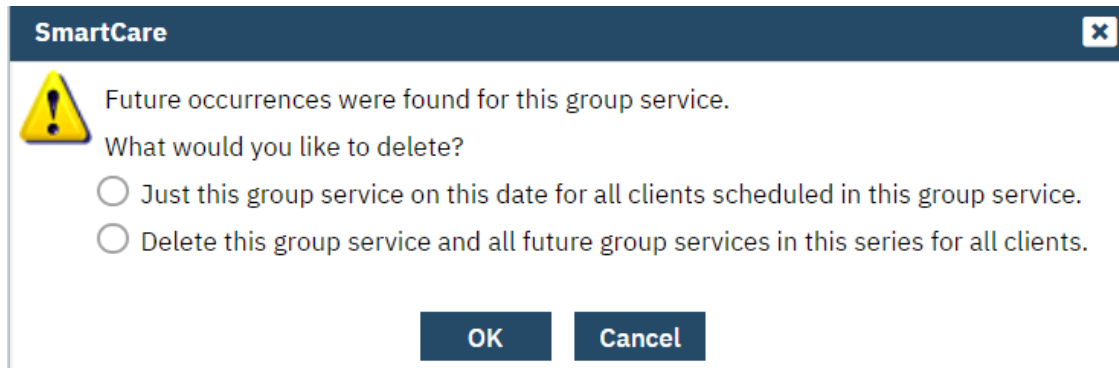 SmartCare
Future occurrences were found for this group service.
What would you like to delete?
Just this group service on this date for all clients scheduled in this group service.
Delete this group service and all future group services in this series for all clients.
OK
Cancel